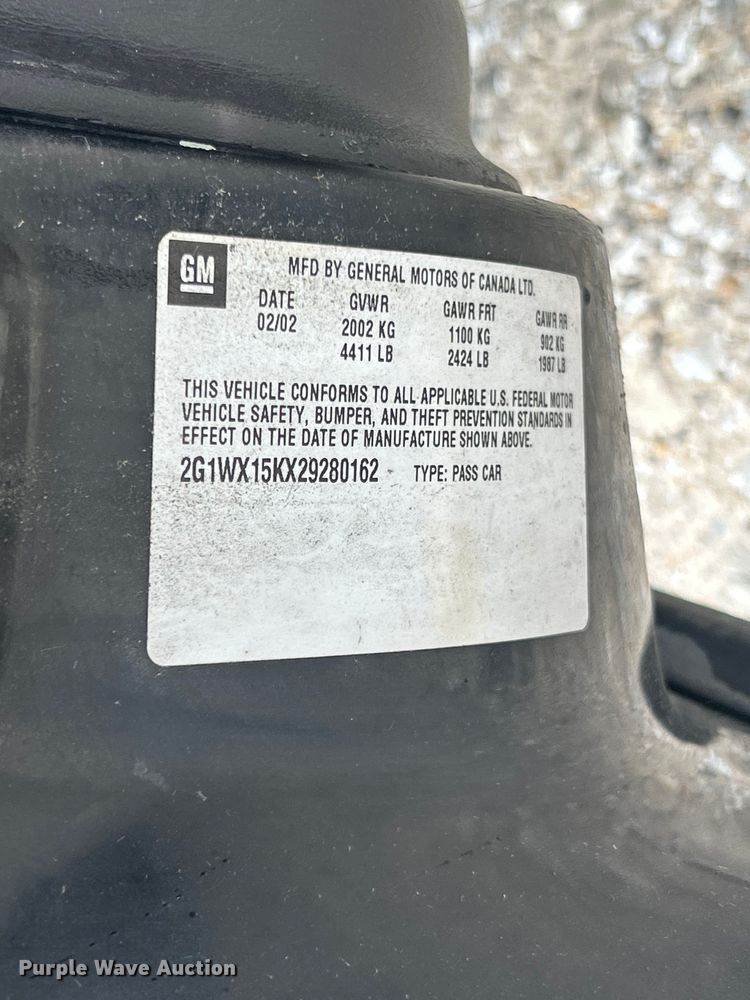 GM
MFD BY GENERAL MOTORS OF CANADA LTD.
DATE GVWR GAWR FRT GAWR RR
02/02 2002 KG 1100 KG 902 KG
4411 LB 2424 LB 1987 LB
THIS VEHICLE CONFORMS TO ALL APPLICABLE U.S. FEDERAL MOTOR
VEHICLE SAFETY, BUMPER, AND THEFT PREVENTION STANDARDS IN
EFFECT ON THE DATE OF MANUFACTURE SHOWN ABOVE.
2G1WX15KX29280162 TYPE: PASS CAR
Purple Wave Auction